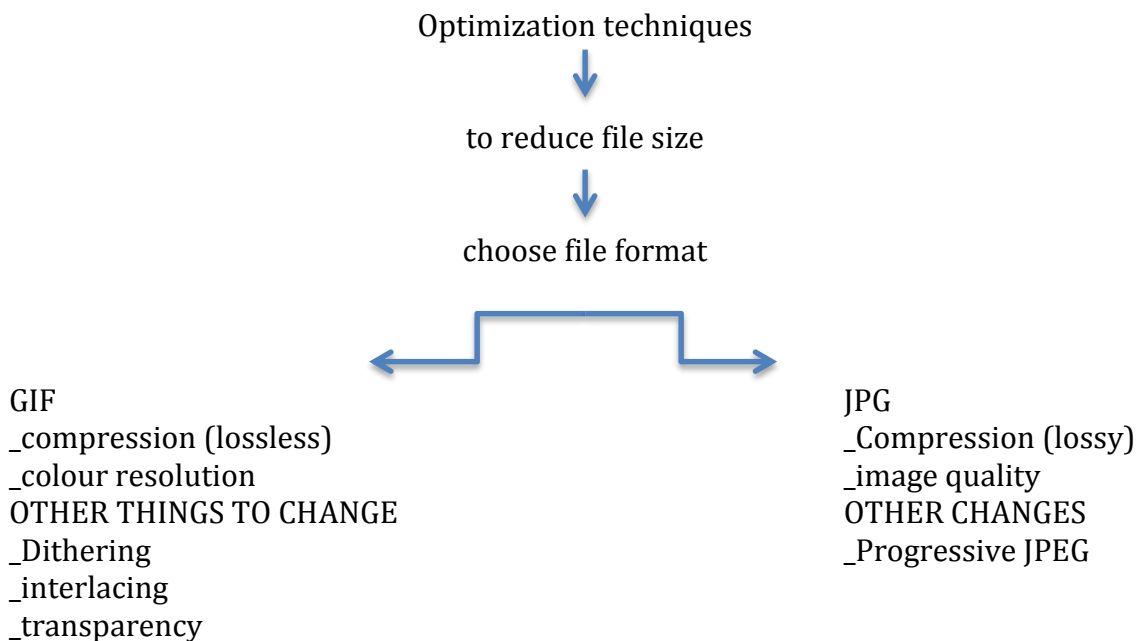 Optimization techniques
to reduce file size
choose file format
GIF
_compression (lossless)
_colour resolution
OTHER THINGS TO CHANGE
_Dithering
_interlacing
_transparency
JPG
_Compression (lossy)
_image quality
OTHER CHANGES
_Progressive JPEG